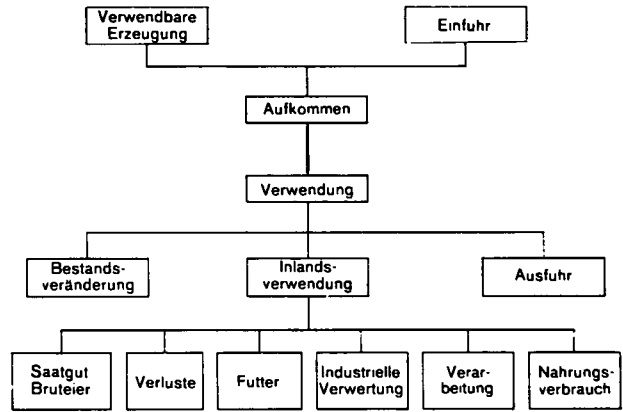 Verwendbare
Erzeugung
Einfuhr
Aufkommen
Verwendung
Bestands-
veränderung
Inlands-
verwendung
Ausfuhr
Saatgut
Bruteier
Verluste
Futter
Industrielle
Verwertung
Verar-
beitung
Nahrungs-
verbrauch